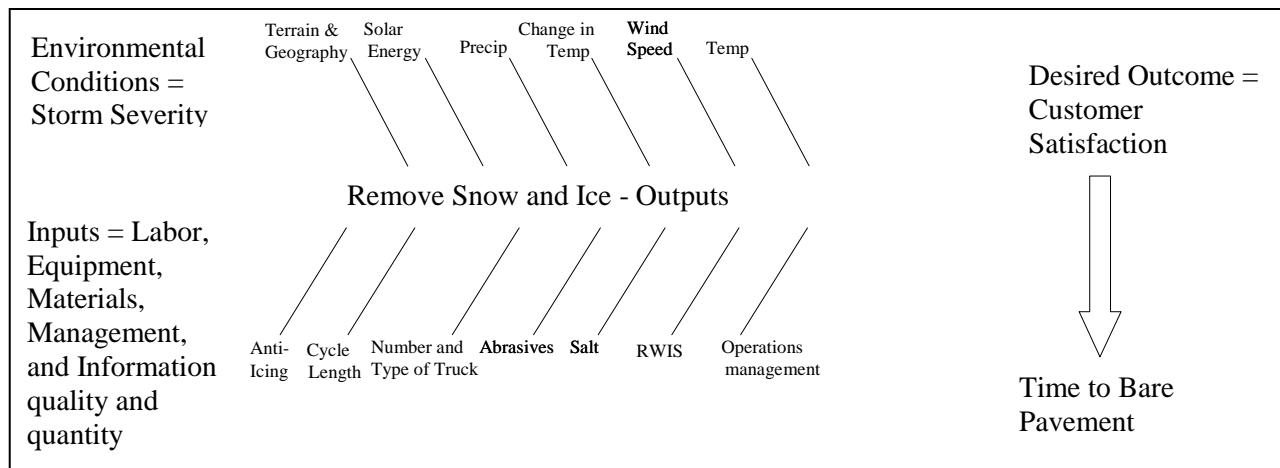 Environmental
Conditions =
Storm Severity
Terrain &
Geography
Solar
Energy
Precip
Change in
Temp
Wind
Speed
Temp
Desired Outcome =
Customer
Satisfaction
Remove Snow and Ice - Outputs
Inputs = Labor,
Equipment,
Materials,
Management,
and Information
quality and
quantity
Anti-
Icing
Cycle
Length
Number and
Type of Truck
Abrasives
Salt
RWIS
Operations
management
Time to Bare
Pavement